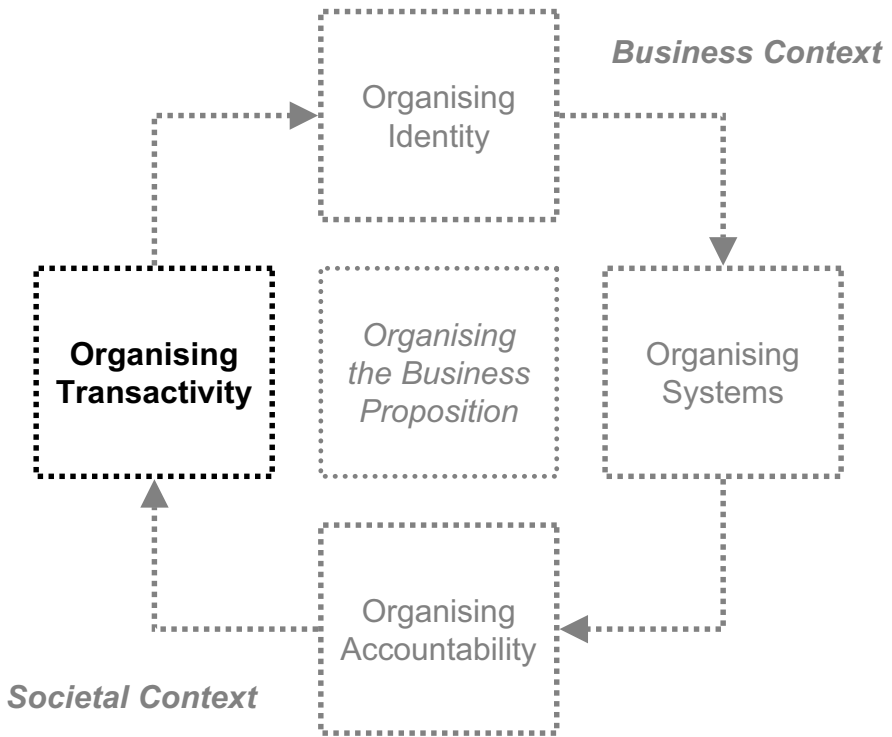 Business Context
Organising
Identity
Organising
Transactivity
Organising
the Business
Proposition
Organising
Systems
Organising
Accountability
Societal Context